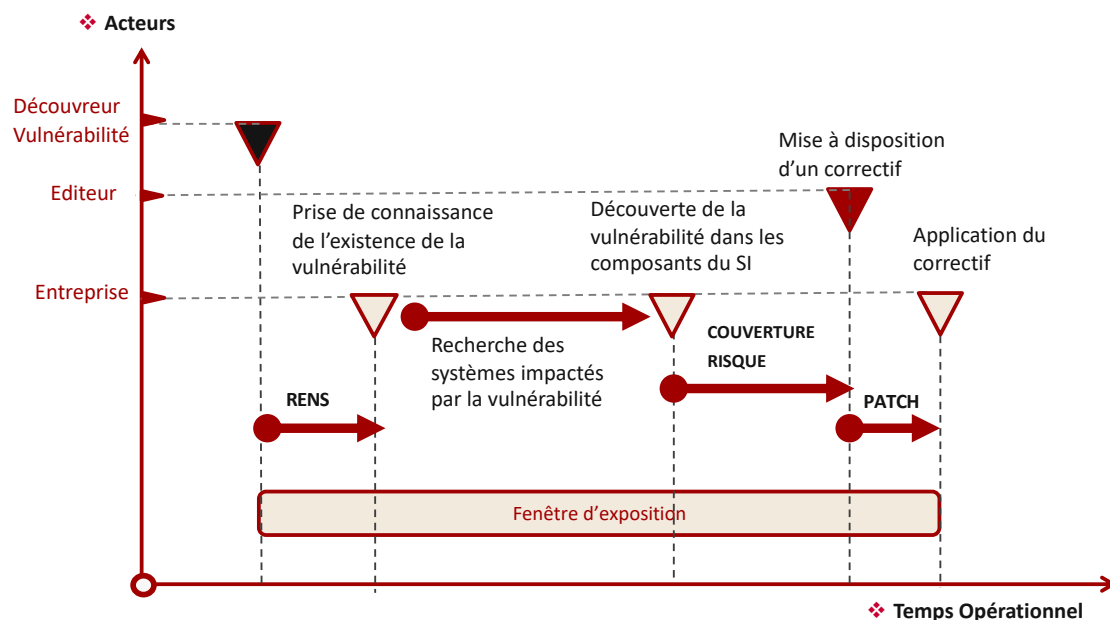 ❖ Acteurs
Découvreur
Vulnérabilité
Mise à disposition
d’un correctif
Editeur
Prise de connaissance
de l’existence de la
vulnérabilité
Découverte de la
vulnérabilité dans les
composants du SI
Application du
correctif
Entreprise
Recherche des
systèmes impactés
par la vulnérabilité
COUVERTURE
RISQUE
RENS
PATCH
Fenêtre d’exposition
❖ Temps Opérationnel